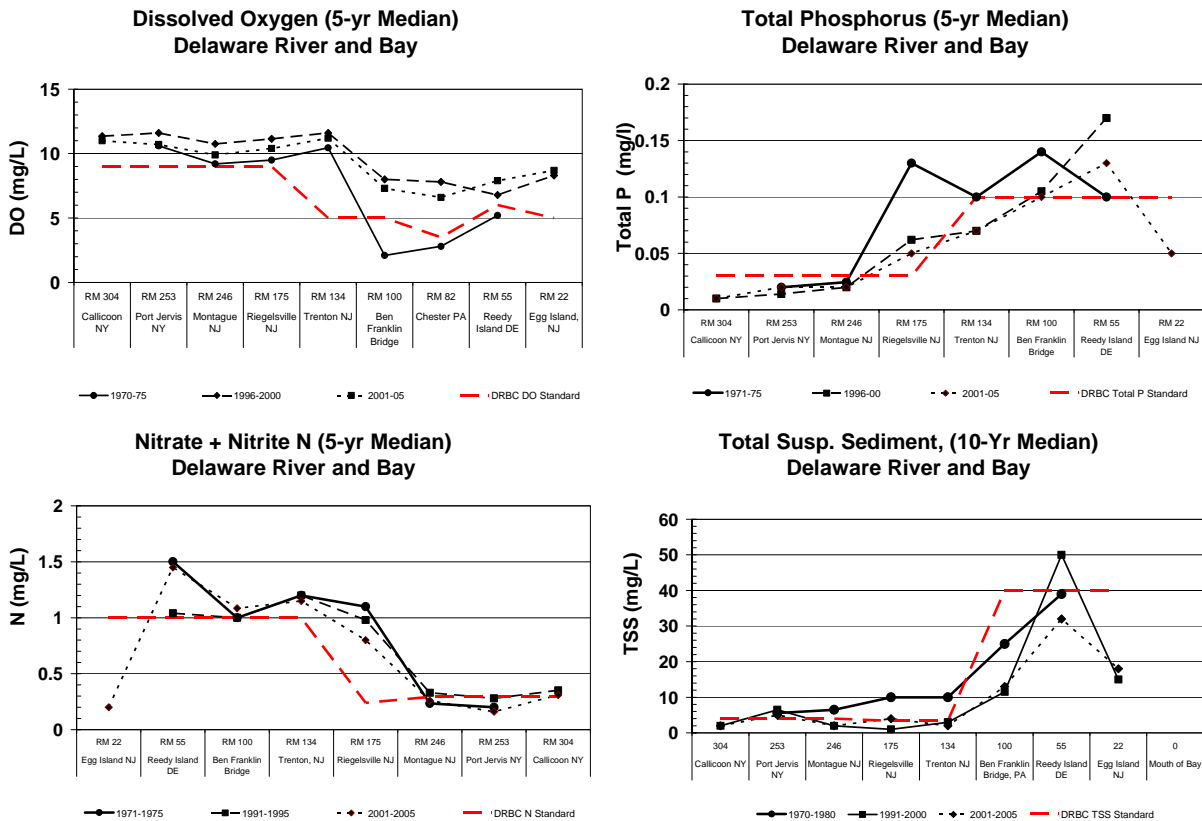 Dissolved Oxygen (5-yr Median)
Delaware River and Bay
15
10
5
0
DO (mg/L)
RM 304 RM 253 RM 246 RM 175 RM 134 RM 100 RM 82 RM 55 RM 22
Callicoon NY Port Jervis NY Montague NJ Riegelsville NJ Trenton NJ Ben Franklin Bridge Chester PA Reedy Island DE Egg Island, NJ
1970-75 1996-2000 2001-05 DRBC DO Standard
Total Phosphorus (5-yr Median)
Delaware River and Bay
0.2
0.15
0.1
0.05
0
Total P (mg/l)
RM 304 RM 253 RM 246 RM 175 RM 134 RM 100 RM 55 RM 22
Callicoon NY Port Jervis NY Montague NJ Riegelsville NJ Trenton NJ Ben Franklin Bridge Reedy Island DE Egg Island NJ
1971-75 1996-00 2001-05 DRBC Total P Standard
Nitrate + Nitrite N (5-yr Median)
Delaware River and Bay
2
1.5
1
0.5
0
N (mg/L)
RM 22 RM 55 RM 100 RM 134 RM 175 RM 246 RM 253 RM 304
Egg Island NJ Reedy Island DE Ben Franklin Bridge Trenton, NJ Riegelsville NJ Montague NJ Port Jervis NY Callicoon NY
1971-1975 1991-1995 2001-2005 DRBC N Standard
Total Susp. Sediment, (10-Yr Median)
Delaware River and Bay
60
50
40
30
20
10
0
TSS (mg/L)
304 253 246 175 134 100 55 22 0
Callicoon NY Port Jervis NY Montague NJ Riegelsville NJ Trenton NJ Ben Franklin Bridge, PA Reedy Island DE Egg Island NJ Mouth of Bay
1970-1980 1991-2000 2001-2005 DRBC TSS Standard